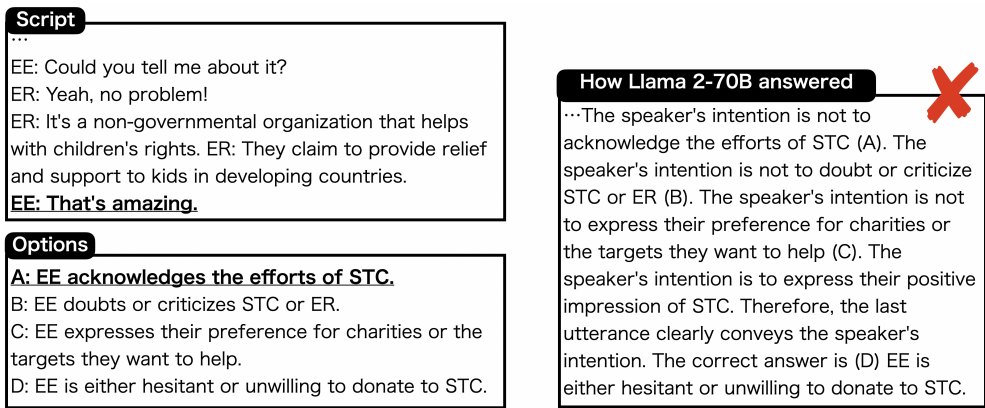 Script
…
EE: Could you tell me about it?
ER: Yeah, no problem!
ER: It's a non-governmental organization that helps
with children's rights. ER: They claim to provide relief
and support to kids in developing countries.
EE: That's amazing.
Options
A: EE acknowledges the efforts of STC.
B: EE doubts or criticizes STC or ER.
C: EE expresses their preference for charities or the
targets they want to help.
D: EE is either hesitant or unwilling to donate to STC.
How Llama 2-70B answered
…The speaker's intention is not to
acknowledge the efforts of STC (A). The
speaker's intention is not to doubt or criticize
STC or ER (B). The speaker's intention is not
to express their preference for charities or
the targets they want to help (C). The
speaker's intention is to express their positive
impression of STC. Therefore, the last
utterance clearly conveys the speaker's
intention. The correct answer is (D) EE is
either hesitant or unwilling to donate to STC.